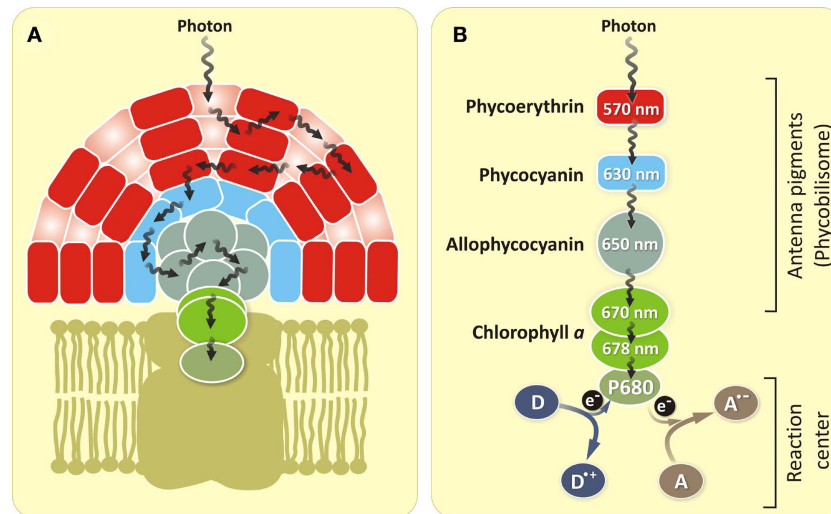 A
Photon
B
Photon
Phycoerythrin
570 nm
Phycocyanin
630 nm
Allophycocyanin
650 nm
670 nm
Chlorophyll a
678 nm
P680
D
e-
e-
A•−
D•+
A
Antenna pigments
(Phycobilisome)
Reaction
center